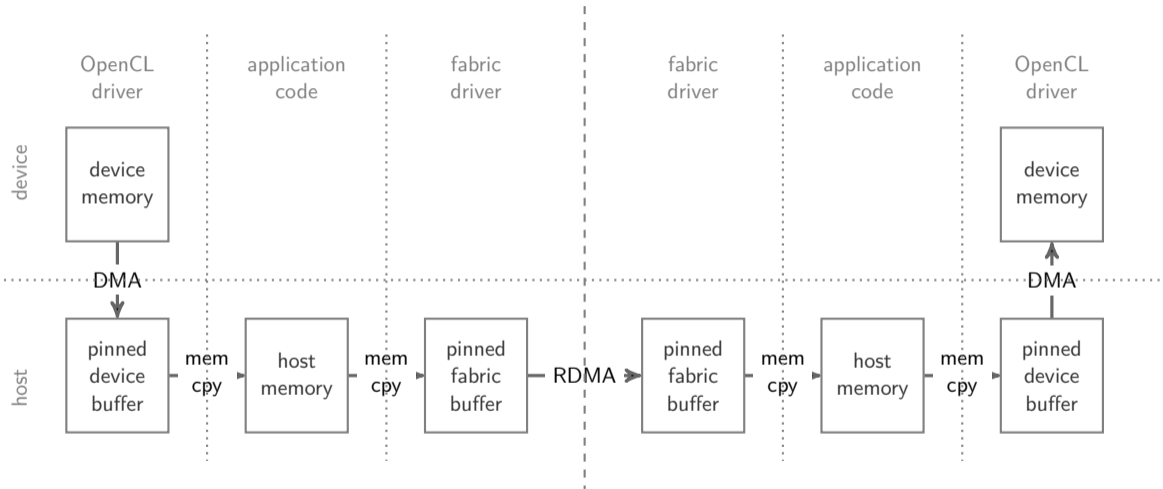 OpenCL
driver
application
code
fabric
driver
fabric
driver
application
code
OpenCL
driver
device
device
memory
device
memory
DMA
DMA
host
pinned
device
buffer
mem
cpy
host
memory
mem
cpy
pinned
fabric
buffer
RDMA
pinned
fabric
buffer
mem
cpy
host
memory
mem
cpy
pinned
device
buffer